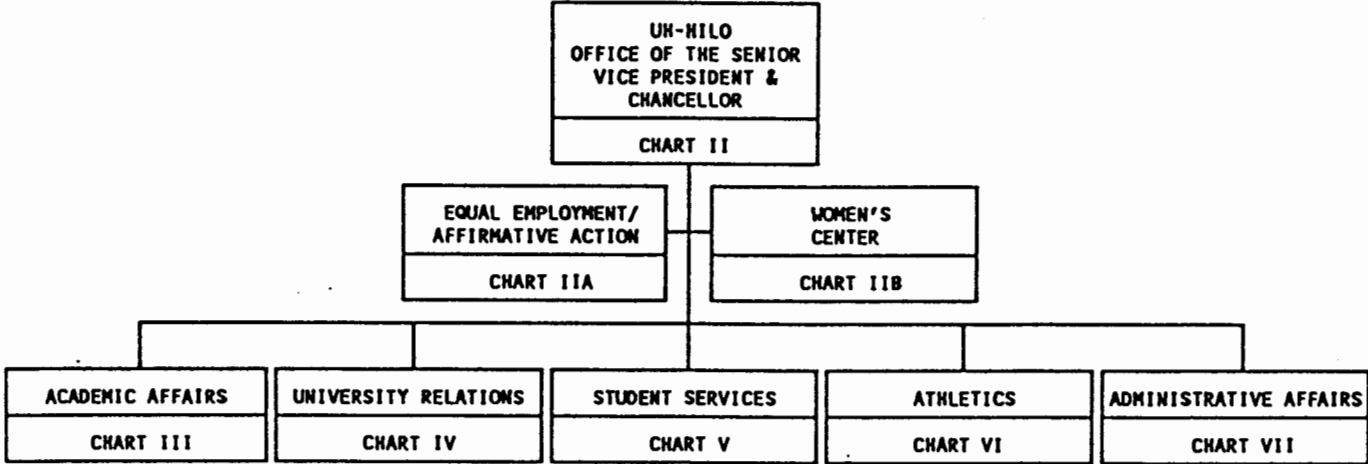 UH-HILO
OFFICE OF THE SENIOR
VICE PRESIDENT &
CHANCELLOR
CHART II
EQUAL EMPLOYMENT/
AFFIRMATIVE ACTION
CHART IIA
WOMEN'S
CENTER
CHART IIB
ACADEMIC AFFAIRS
CHART III
UNIVERSITY RELATIONS
CHART IV
STUDENT SERVICES
CHART V
ATHLETICS
CHART VI
ADMINISTRATIVE AFFAIRS
CHART VII